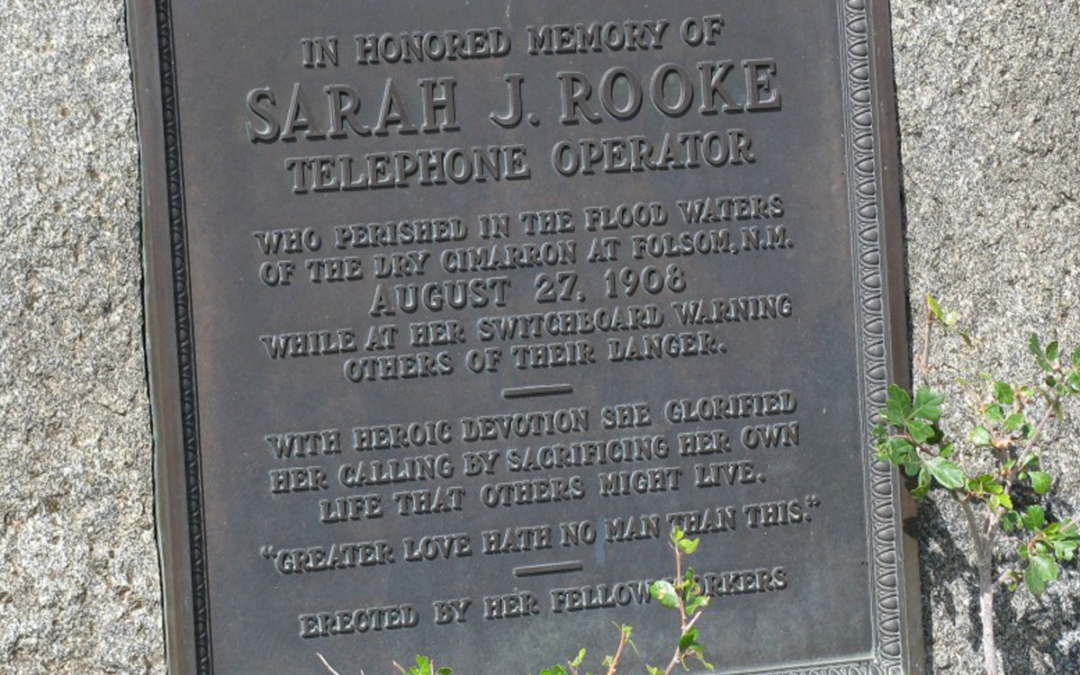 IN HONORED MEMORY OF
SARAH J. ROOKE
TELEPHONE OPERATOR
WHO PERISHED IN THE FLOOD WATERS
OF THE DRY CIMARRON AT FOLSOM, N.M.
AUGUST 27, 1908
WHILE AT HER SWITCHBOARD WARNING
OTHERS OF THEIR DANGER.
WITH HEROIC DEVOTION SHE GLORIFIED
HER CALLING BY SACRIFICING HER OWN
LIFE THAT OTHERS MIGHT LIVE.
"GREATER LOVE HATH NO MAN THAN THIS."
ERECTED BY HER FELLOW WORKERS